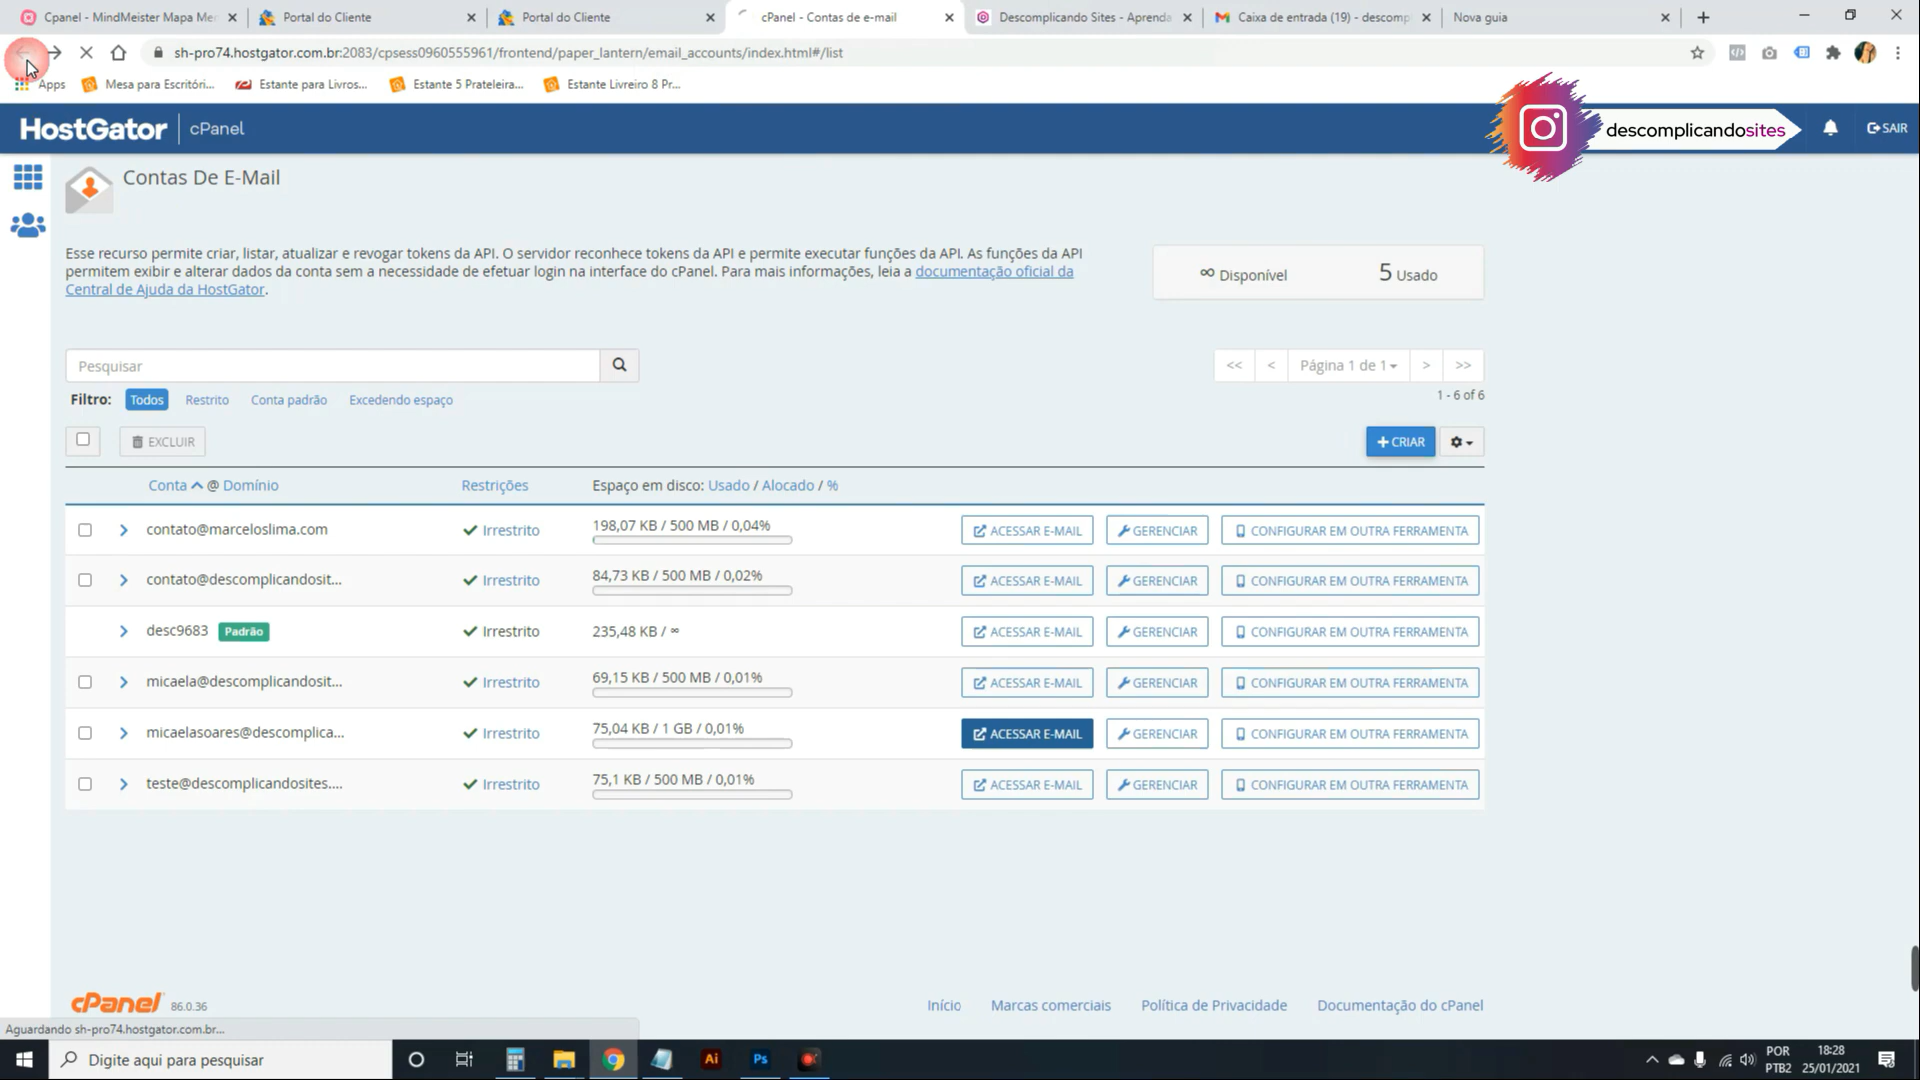 Cpanel - MindMeister Mapa Me
Portal do Cliente
Portal do Cliente
cPanel - Contas de e-mail
Descomplicando Sites - Aprenda
Caixa de entrada (19) - descomp
Nova guia
sh-pro74.hostgator.com.br:2083/cpsess0960555961/frontend/paper_lantern/email_accounts/index.html#/list
Apps
Mesa para Escritóri...
Estante para Livros...
Estante 5 Prateleira...
Estante Livreiro 8 Pr...
HostGator
cPanel
descomplicandosites
SAIR
Contas De E-Mail
Esse recurso permite criar, listar, atualizar e revogar tokens da API. O servidor reconhece tokens da API e permite executar funções da API. As funções da API
permitem exibir e alterar dados da conta sem a necessidade de efetuar login na interface do cPanel. Para mais informações, leia a documentação oficial da
Central de Ajuda da HostGator.
∞ Disponível
5 Usado
Pesquisar
<< < Página 1 de 1 > >>
Filtro: Todos Restrito Conta padrão Excedendo espaço
1 - 6 of 6
EXCLUIR
+ CRIAR
Conta @ Domínio
Restrições
Espaço em disco: Usado / Alocado / %
contato@marceloslima.com Irrestrito 198,07 KB / 500 MB / 0,04% ACESSAR E-MAIL GERENCIAR CONFIGURAR EM OUTRA FERRAMENTA
contato@descomplicandosit... Irrestrito 84,73 KB / 500 MB / 0,02% ACESSAR E-MAIL GERENCIAR CONFIGURAR EM OUTRA FERRAMENTA
desc9683 Padrão Irrestrito 235,48 KB / ∞ ACESSAR E-MAIL GERENCIAR CONFIGURAR EM OUTRA FERRAMENTA
micaela@descomplicandosit... Irrestrito 69,15 KB / 500 MB / 0,01% ACESSAR E-MAIL GERENCIAR CONFIGURAR EM OUTRA FERRAMENTA
micaelasoares@descomplica... Irrestrito 75,04 KB / 1 GB / 0,01% ACESSAR E-MAIL GERENCIAR CONFIGURAR EM OUTRA FERRAMENTA
teste@descomplicandosites.... Irrestrito 75,1 KB / 500 MB / 0,01% ACESSAR E-MAIL GERENCIAR CONFIGURAR EM OUTRA FERRAMENTA
cPanel 86.0.36
Início
Marcas comerciais
Política de Privacidade
Documentação do cPanel
Aguardando sh-pro74.hostgator.com.br...
Digite aqui para pesquisar
Ai
Ps
POR
PTB2
18:28
25/01/2021